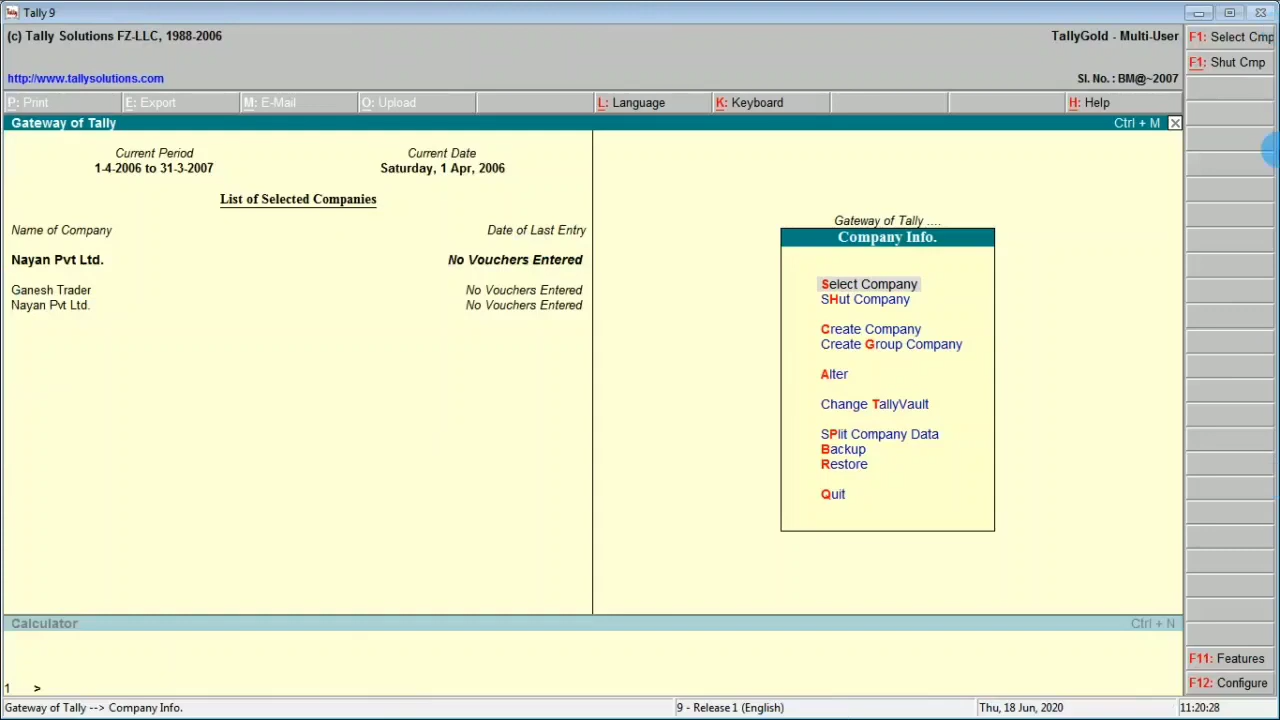 Tally 9
(c) Tally Solutions FZ-LLC, 1988-2006
TallyGold - Multi-User
http://www.tallysolutions.com
Sl. No. : BM@~2007
P: Print E: Export M: E-Mail O: Upload L: Language K: Keyboard H: Help
Gateway of Tally Ctrl + M
Current Period Current Date
1-4-2006 to 31-3-2007 Saturday, 1 Apr, 2006
List of Selected Companies
Name of Company Date of Last Entry
Nayan Pvt Ltd. No Vouchers Entered
Ganesh Trader No Vouchers Entered
Nayan Pvt Ltd. No Vouchers Entered
Gateway of Tally ....
Company Info.
Select Company
SHut Company
Create Company
Create Group Company
Alter
Change TallyVault
SPlit Company Data
Backup
Restore
Quit
F1: Select Cmp
F1: Shut Cmp
F11: Features
F12: Configure
Calculator Ctrl + N
1 >
Gateway of Tally --> Company Info. 9 - Release 1 (English) Thu, 18 Jun, 2020 11:20:28